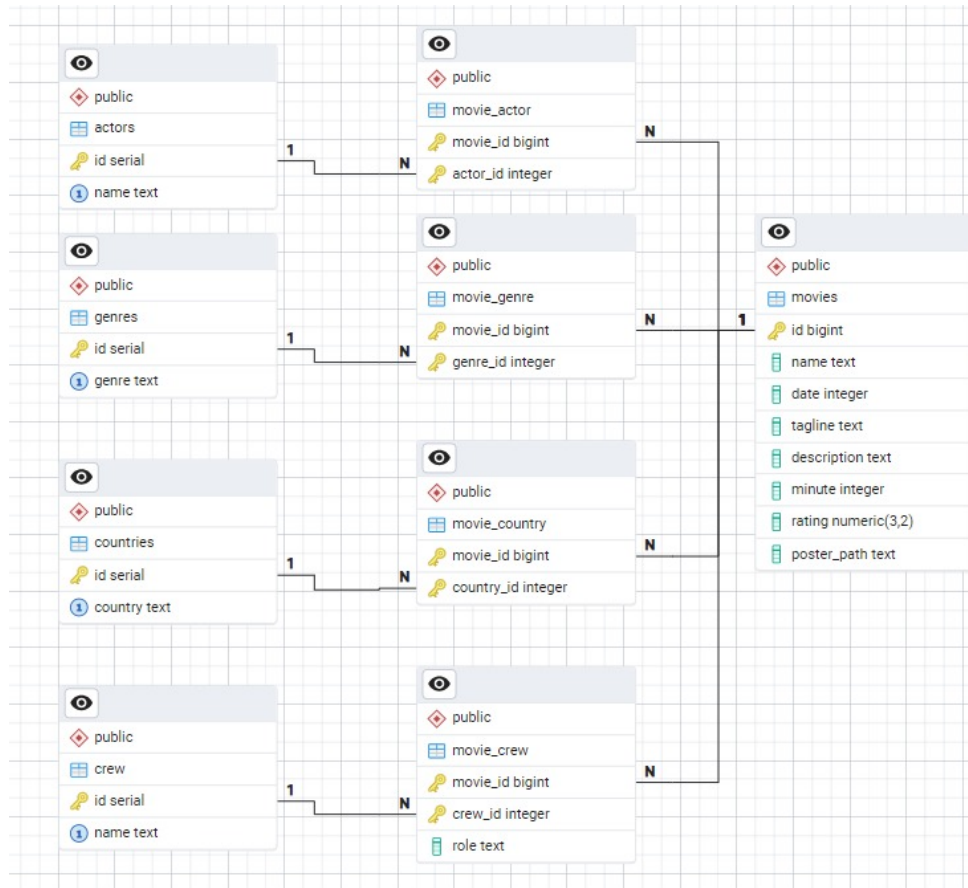 public
actors
id serial
name text
1
N
public
movie_actor
movie_id bigint
actor_id integer
N
public
genres
id serial
genre text
1
N
public
movie_genre
movie_id bigint
genre_id integer
N
1
public
movies
id bigint
name text
date integer
tagline text
description text
minute integer
rating numeric(3,2)
poster_path text
public
countries
id serial
country text
1
N
public
movie_country
movie_id bigint
country_id integer
N
public
crew
id serial
name text
1
N
public
movie_crew
movie_id bigint
crew_id integer
role text
N